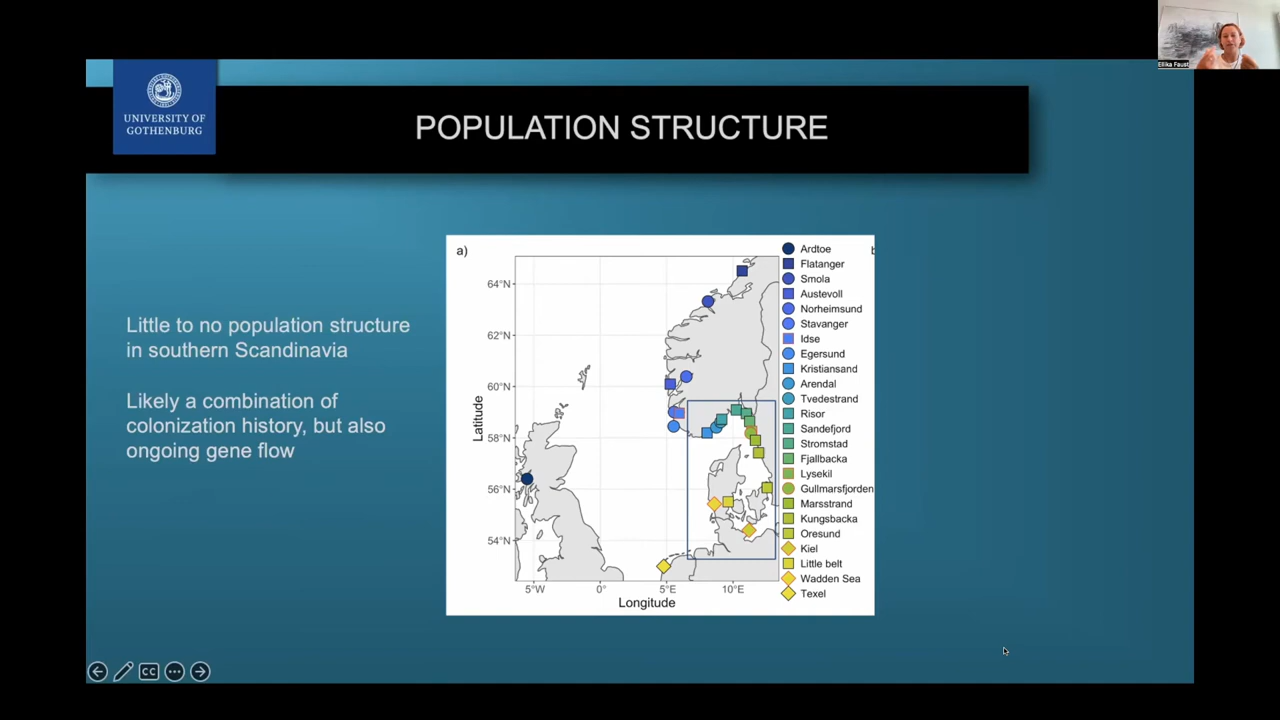 Ellika Faust
UNIVERSITY OF
GOTHENBURG
POPULATION STRUCTURE
Little to no population structure
in southern Scandinavia
Likely a combination of
colonization history, but also
ongoing gene flow
a)
b
64°N
62°N
60°N
58°N
56°N
54°N
Latitude
5°W
0°
5°E
10°E
Longitude
Ardtoe
Flatanger
Smola
Austevoll
Norheimsund
Stavanger
Idse
Egersund
Kristiansand
Arendal
Tvedestrand
Risor
Sandefjord
Stromstad
Fjallbacka
Lysekil
Gullmarsfjorden
Marsstrand
Kungsbacka
Oresund
Kiel
Little belt
Wadden Sea
Texel
CC